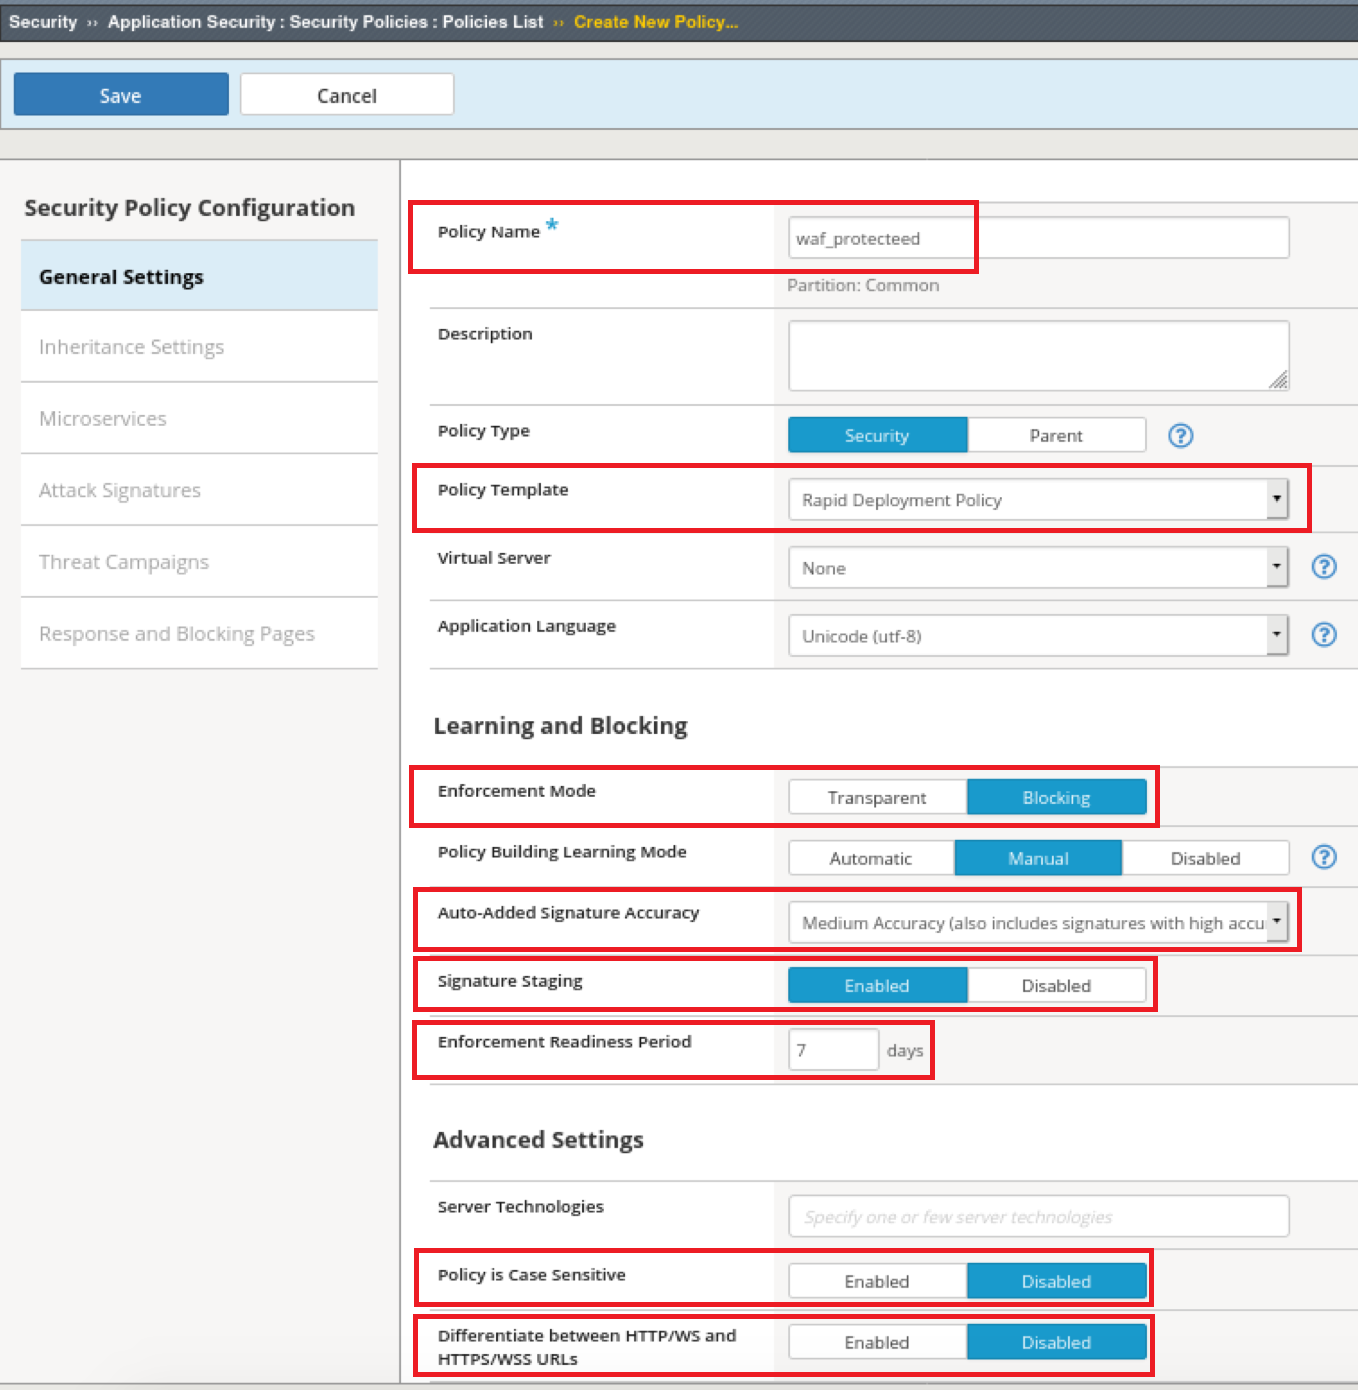 Security ›› Application Security : Security Policies : Policies List ›› Create New Policy...
Save
Cancel
Security Policy Configuration
General Settings
Inheritance Settings
Microservices
Attack Signatures
Threat Campaigns
Response and Blocking Pages
Policy Name *
waf_protecteed
Partition: Common
Description
Policy Type
Security
Parent
?
Policy Template
Rapid Deployment Policy
Virtual Server
None
?
Application Language
Unicode (utf-8)
?
Learning and Blocking
Enforcement Mode
Transparent
Blocking
Policy Building Learning Mode
Automatic
Manual
Disabled
?
Auto-Added Signature Accuracy
Medium Accuracy (also includes signatures with high accu
Signature Staging
Enabled
Disabled
Enforcement Readiness Period
7
days
Advanced Settings
Server Technologies
Specify one or few server technologies
Policy is Case Sensitive
Enabled
Disabled
Differentiate between HTTP/WS and
HTTPS/WSS URLs
Enabled
Disabled